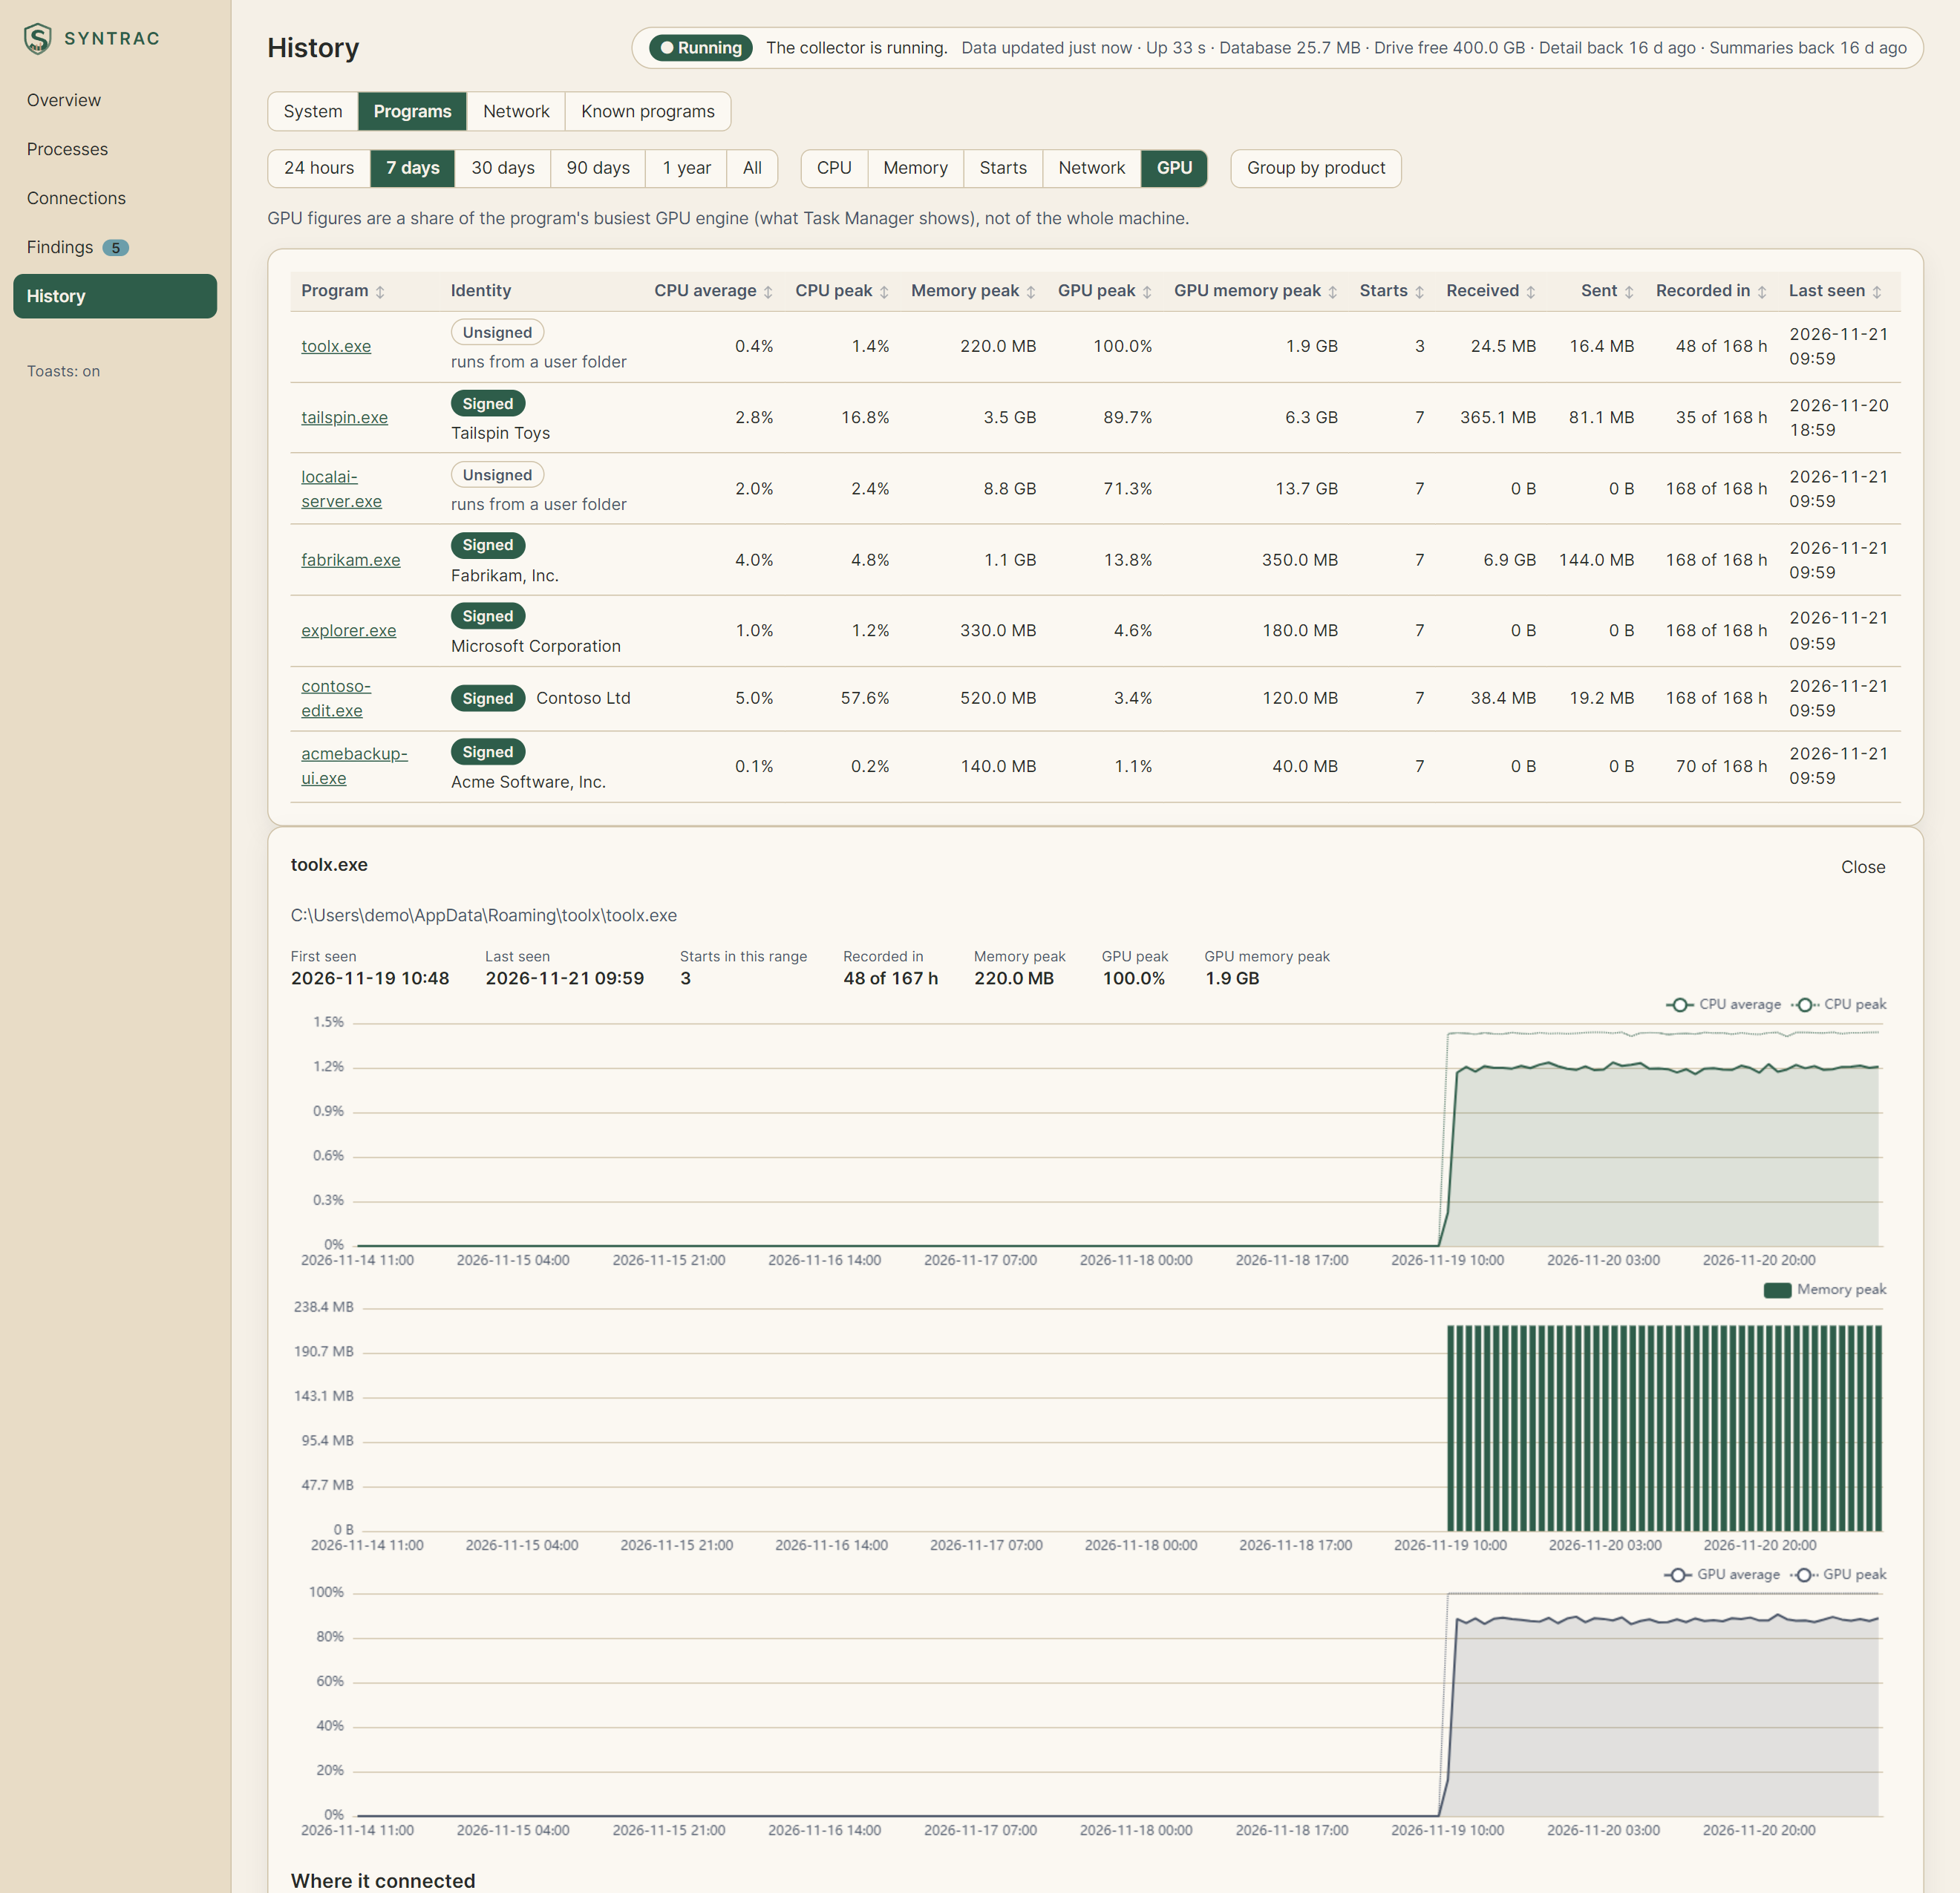 SYNTRAC
Overview
Processes
Connections
Findings 5
History
Toasts: on
History
Running The collector is running. Data updated just now · Up 33 s · Database 25.7 MB · Drive free 400.0 GB · Detail back 16 d ago · Summaries back 16 d ago
System Programs Network Known programs
24 hours 7 days 30 days 90 days 1 year All CPU Memory Starts Network GPU Group by product
GPU figures are a share of the program's busiest GPU engine (what Task Manager shows), not of the whole machine.
Program Identity CPU average CPU peak Memory peak GPU peak GPU memory peak Starts Received Sent Recorded in Last seen
toolx.exe Unsigned runs from a user folder 0.4% 1.4% 220.0 MB 100.0% 1.9 GB 3 24.5 MB 16.4 MB 48 of 168 h 2026-11-21 09:59
tailspin.exe Signed Tailspin Toys 2.8% 16.8% 3.5 GB 89.7% 6.3 GB 7 365.1 MB 81.1 MB 35 of 168 h 2026-11-20 18:59
localai-server.exe Unsigned runs from a user folder 2.0% 2.4% 8.8 GB 71.3% 13.7 GB 7 0 B 0 B 168 of 168 h 2026-11-21 09:59
fabrikam.exe Signed Fabrikam, Inc. 4.0% 4.8% 1.1 GB 13.8% 350.0 MB 7 6.9 GB 144.0 MB 168 of 168 h 2026-11-21 09:59
explorer.exe Signed Microsoft Corporation 1.0% 1.2% 330.0 MB 4.6% 180.0 MB 7 0 B 0 B 168 of 168 h 2026-11-21 09:59
contoso-edit.exe Signed Contoso Ltd 5.0% 57.6% 520.0 MB 3.4% 120.0 MB 7 38.4 MB 19.2 MB 168 of 168 h 2026-11-21 09:59
acmebackup-ui.exe Signed Acme Software, Inc. 0.1% 0.2% 140.0 MB 1.1% 40.0 MB 7 0 B 0 B 70 of 168 h 2026-11-21 09:59
toolx.exe Close
C:\Users\demo\AppData\Roaming\toolx\toolx.exe
First seen Last seen Starts in this range Recorded in Memory peak GPU peak GPU memory peak
2026-11-19 10:48 2026-11-21 09:59 3 48 of 167 h 220.0 MB 100.0% 1.9 GB
CPU average CPU peak
1.5%
1.2%
0.9%
0.6%
0.3%
0%
2026-11-14 11:00 2026-11-15 04:00 2026-11-15 21:00 2026-11-16 14:00 2026-11-17 07:00 2026-11-18 00:00 2026-11-18 17:00 2026-11-19 10:00 2026-11-20 03:00 2026-11-20 20:00
Memory peak
238.4 MB
190.7 MB
143.1 MB
95.4 MB
47.7 MB
0 B
2026-11-14 11:00 2026-11-15 04:00 2026-11-15 21:00 2026-11-16 14:00 2026-11-17 07:00 2026-11-18 00:00 2026-11-18 17:00 2026-11-19 10:00 2026-11-20 03:00 2026-11-20 20:00
GPU average GPU peak
100%
80%
60%
40%
20%
0%
2026-11-14 11:00 2026-11-15 04:00 2026-11-15 21:00 2026-11-16 14:00 2026-11-17 07:00 2026-11-18 00:00 2026-11-18 17:00 2026-11-19 10:00 2026-11-20 03:00 2026-11-20 20:00
Where it connected